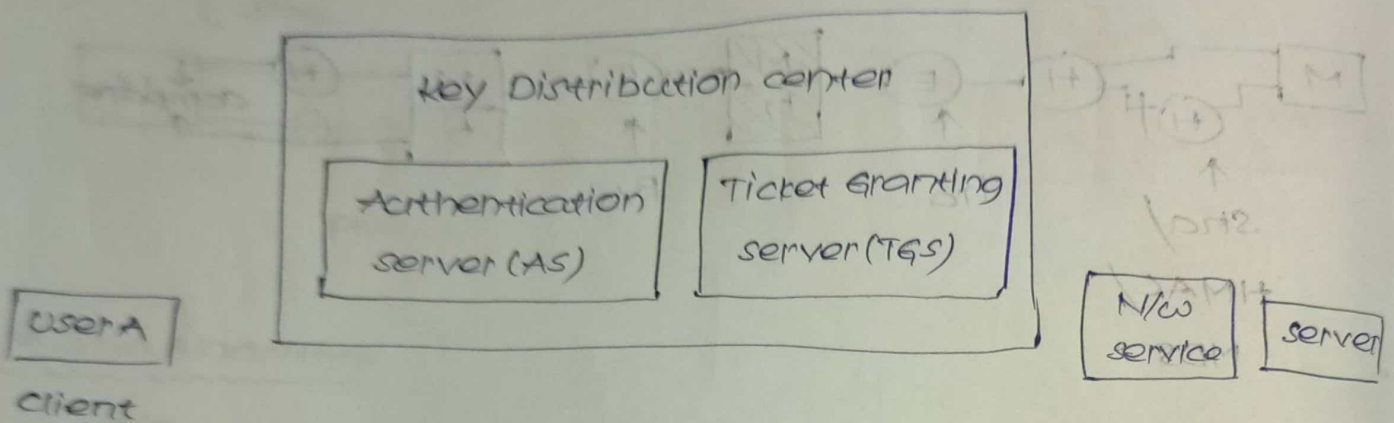 Key Distribution center
Authentication
server (AS)
Ticket Granting
server (TGS)
User A
client
N/W
service
server